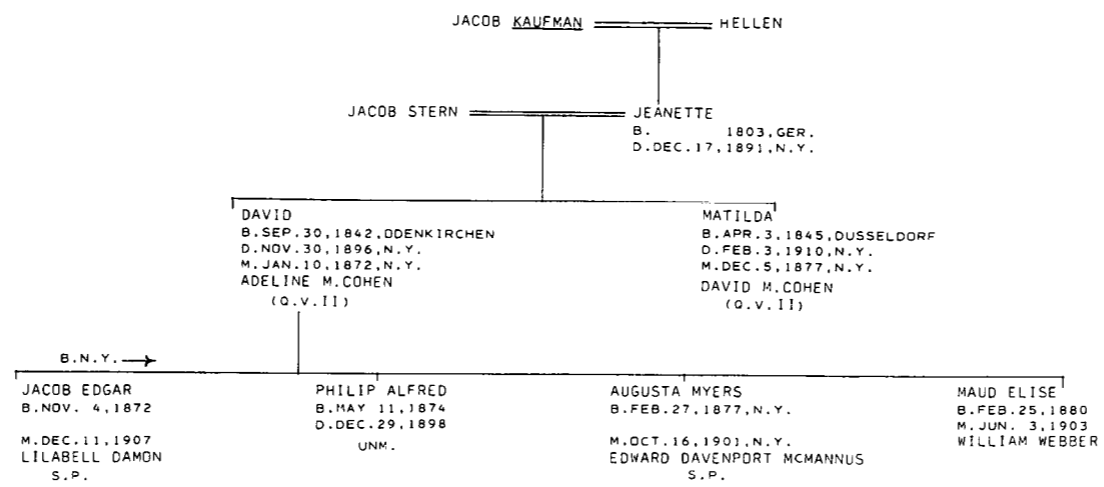 JACOB KAUFMAN HELLEN
JACOB STERN JEANETTE
B. 1803,GER.
D.DEC.17,1891,N.Y.
DAVID
B.SEP.30,1842,ODENKIRCHEN
D.NOV.30,1896,N.Y.
M.JAN.10,1872,N.Y.
ADELINE M.COHEN
(Q.V.II)
MATILDA
B.APR.3,1845,DUSSELDORF
D.FEB.3,1910,N.Y.
M.DEC.5,1877,N.Y.
DAVID M.COHEN
(Q.V.II)
B.N.Y.
JACOB EDGAR
B.NOV. 4,1872
M.DEC.11,1907
LILABELL DAMON
S.P.
PHILIP ALFRED
B.MAY 11,1874
D.DEC.29,1898
UNM.
AUGUSTA MYERS
B.FEB.27,1877,N.Y.
M.OCT.16,1901,N.Y.
EDWARD DAVENPORT MCMANNUS
S.P.
MAUD ELISE
B.FEB.25,1880
M.JUN. 3,1903
WILLIAM WEBBER